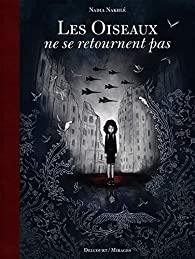 Nadia Nakhlé
Les Oiseaux
ne se retournent pas
Delcourt/Mirages